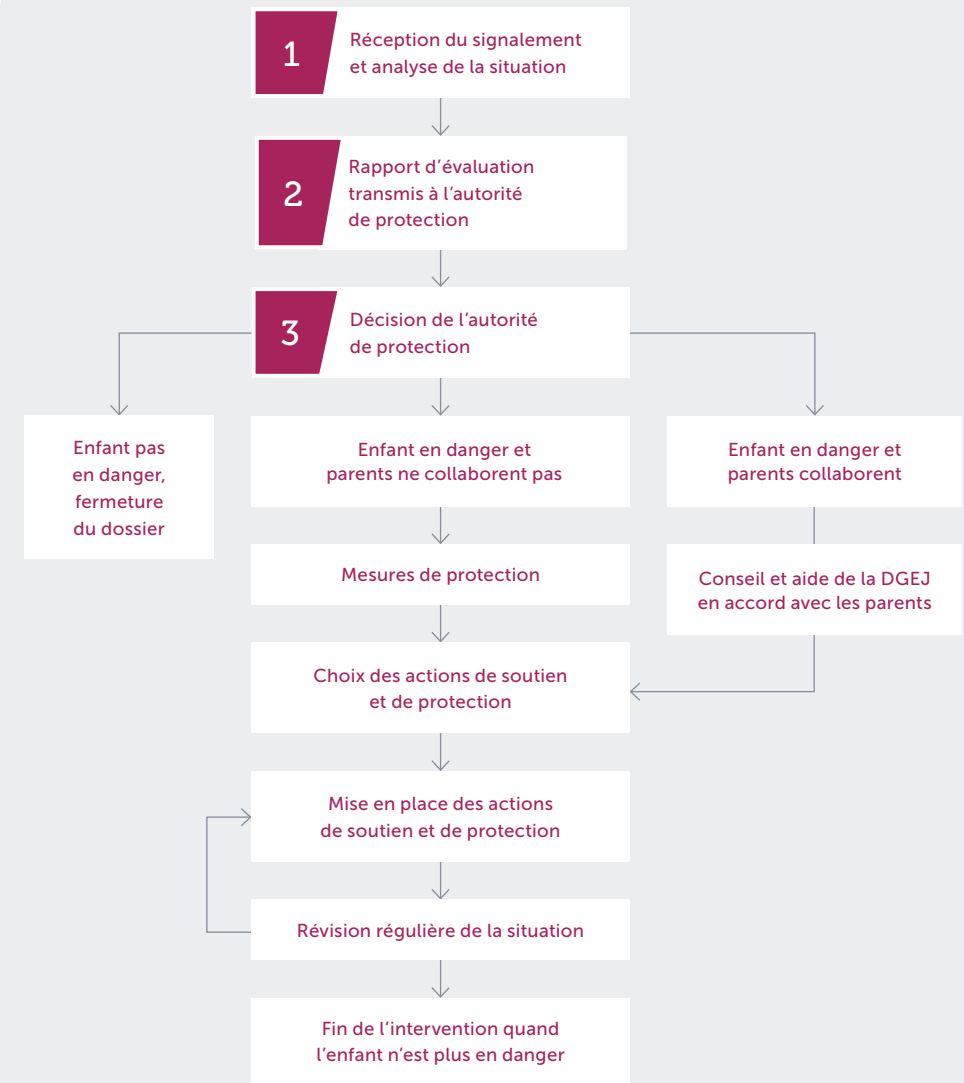 1
Réception du signalement
et analyse de la situation
2
Rapport d’évaluation
transmis à l’autorité
de protection
3
Décision de l’autorité
de protection
Enfant pas
en danger,
fermeture
du dossier
Enfant en danger et
parents ne collaborent pas
Enfant en danger et
parents collaborent
Mesures de protection
Conseil et aide de la DGEJ
en accord avec les parents
Choix des actions de soutien
et de protection
Mise en place des actions
de soutien et de protection
Révision régulière de la situation
Fin de l’intervention quand
l’enfant n’est plus en danger